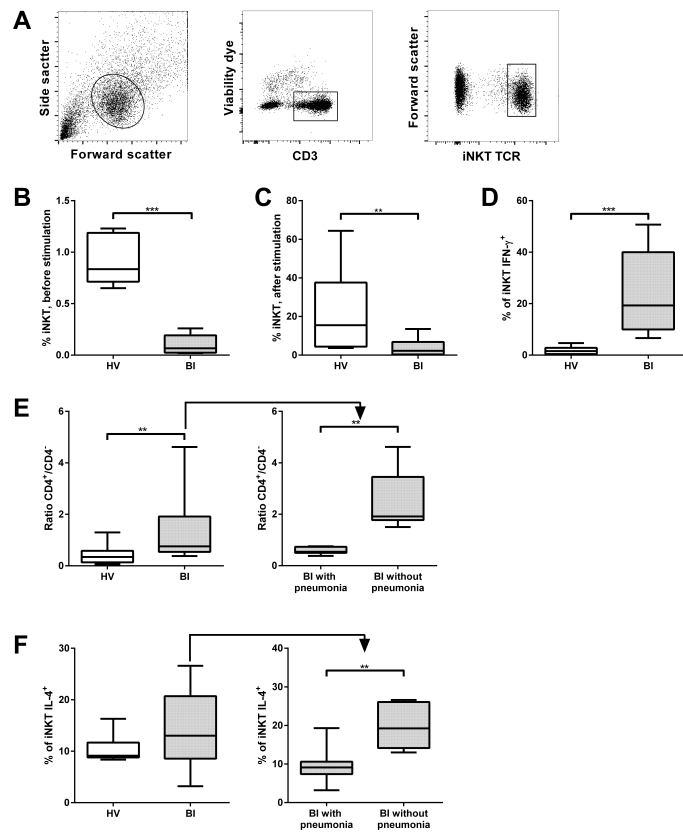 A
Side sactter
Forward scatter
Viability dye
CD3
Forward scatter
iNKT TCR
B
% iNKT, before stimulation
1.5
1.0
0.5
0.0
***
HV
BI
C
% iNKT, after stimulation
80
60
40
20
0
**
HV
BI
D
% of iNKT IFN-γ+
60
40
20
0
***
HV
BI
E
Ratio CD4+/CD4-
6
4
2
0
**
HV
BI
Ratio CD4+/CD4-
6
4
2
0
**
BI with
pneumonia
BI without
pneumonia
F
% of iNKT IL-4+
30
20
10
0
HV
BI
% of iNKT IL-4+
40
30
20
10
0
**
BI with
pneumonia
BI without
pneumonia